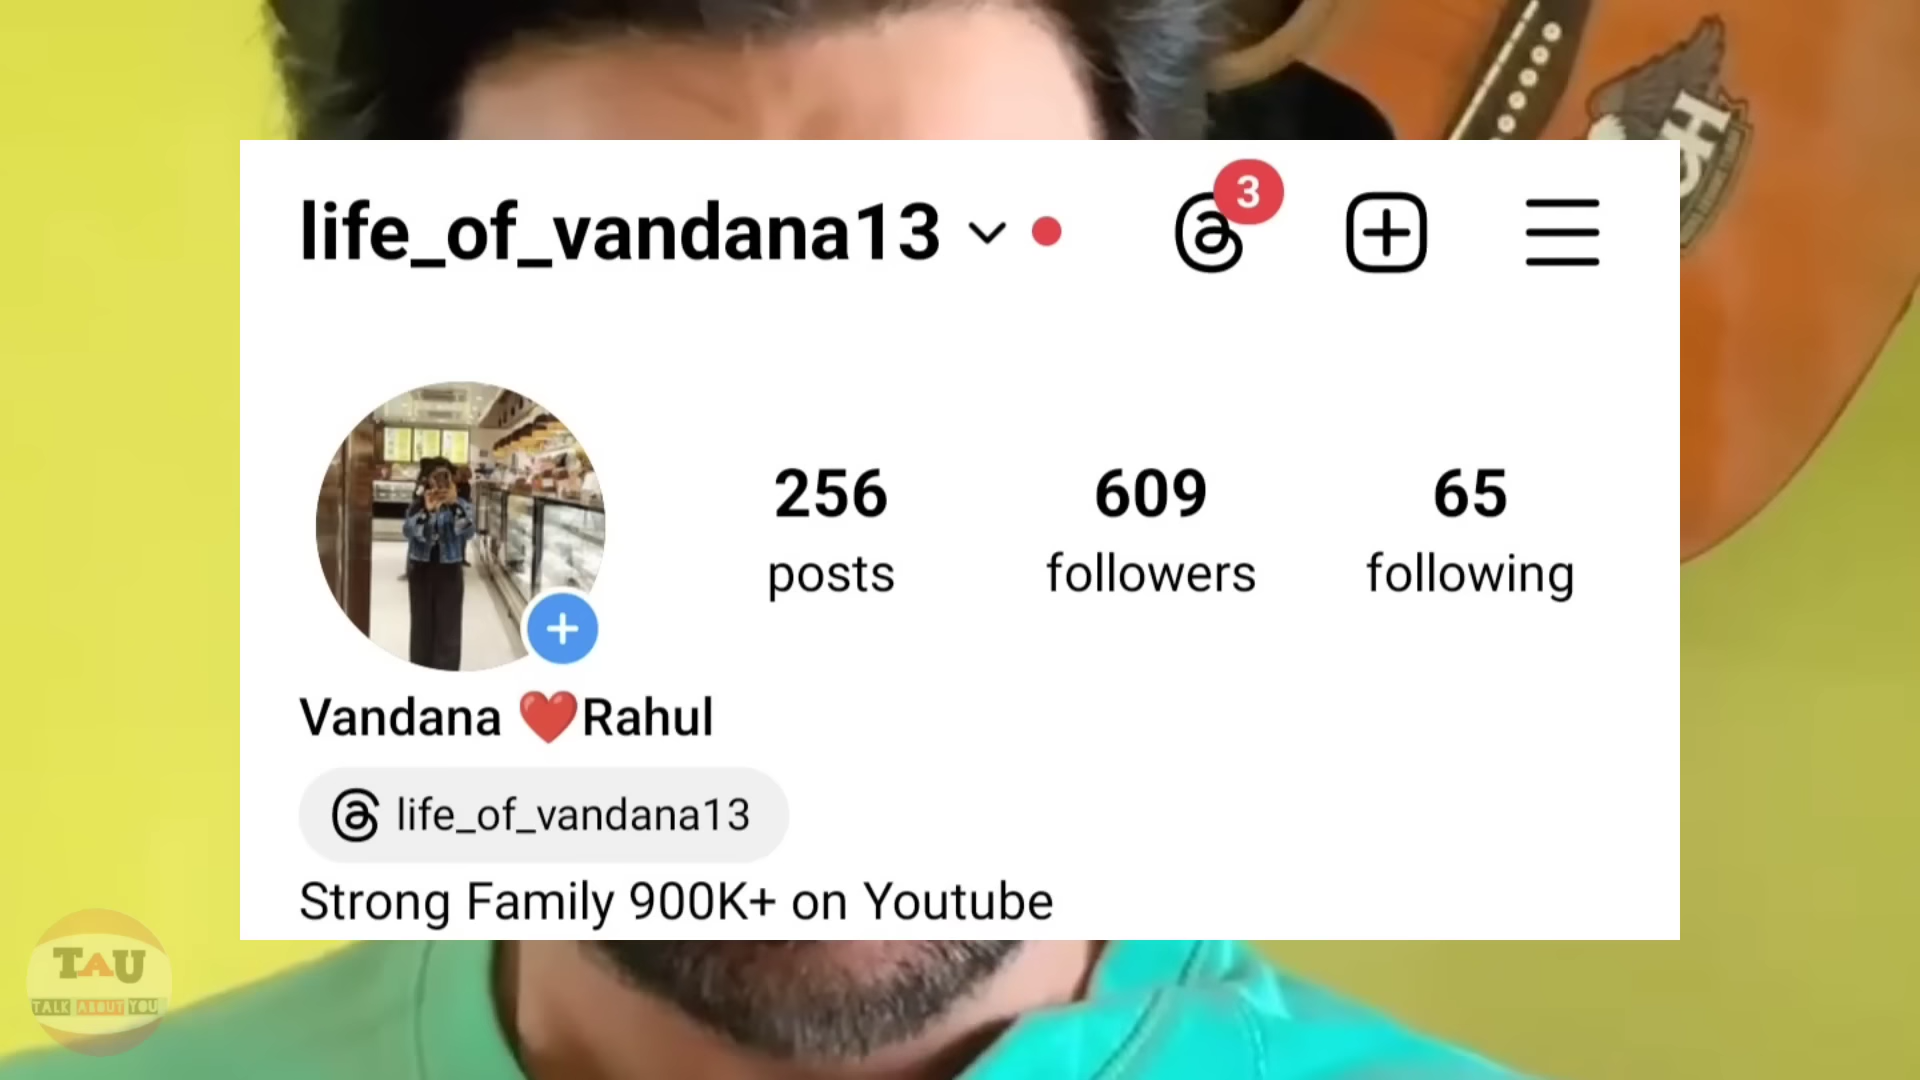 life_of_vandana13
3
256 609 65
posts followers following
Vandana ❤️Rahul
life_of_vandana13
Strong Family 900K+ on Youtube
TAU
TALK ABOUT YOU